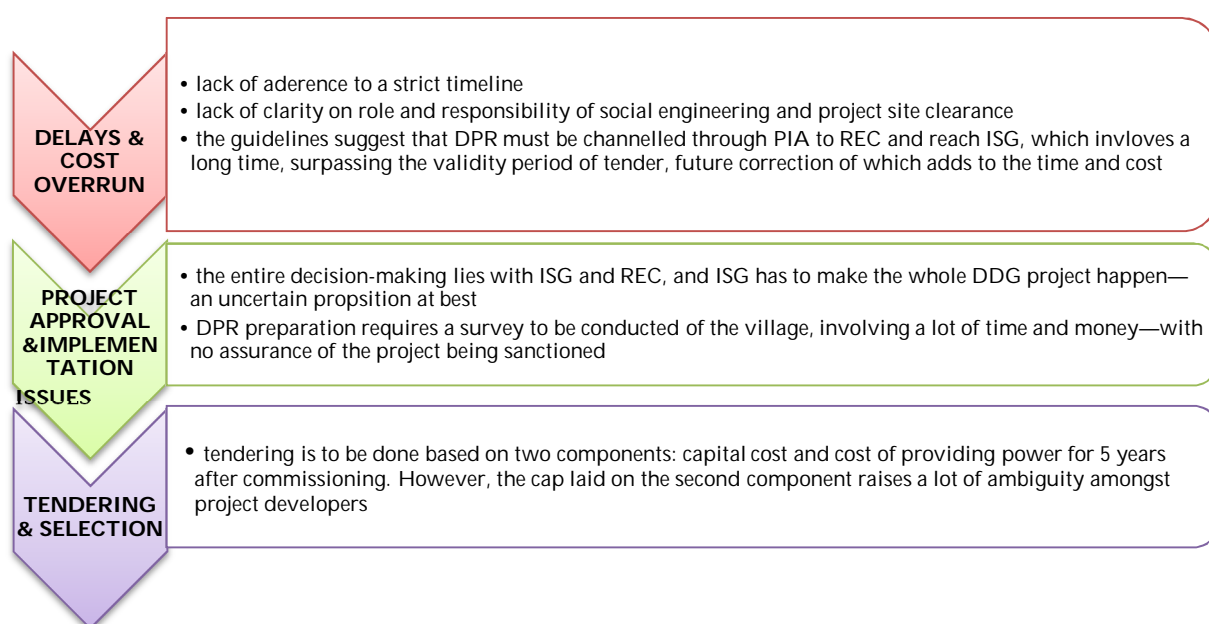 DELAYS &
COST
OVERRUN
• lack of aderence to a strict timeline
• lack of clarity on role and responsibility of social engineering and project site clearance
• the guidelines suggest that DPR must be channelled through PIA to REC and reach ISG, which invloves a
long time, surpassing the validity period of tender, future correction of which adds to the time and cost
PROJECT
APPROVAL
&IMPLEMEN
TATION
ISSUES
• the entire decision-making lies with ISG and REC, and ISG has to make the whole DDG project happen—
an uncertain propsition at best
• DPR preparation requires a survey to be conducted of the village, involving a lot of time and money—with
no assurance of the project being sanctioned
TENDERING
& SELECTION
• tendering is to be done based on two components: capital cost and cost of providing power for 5 years
after commissioning. However, the cap laid on the second component raises a lot of ambiguity amongst
project developers